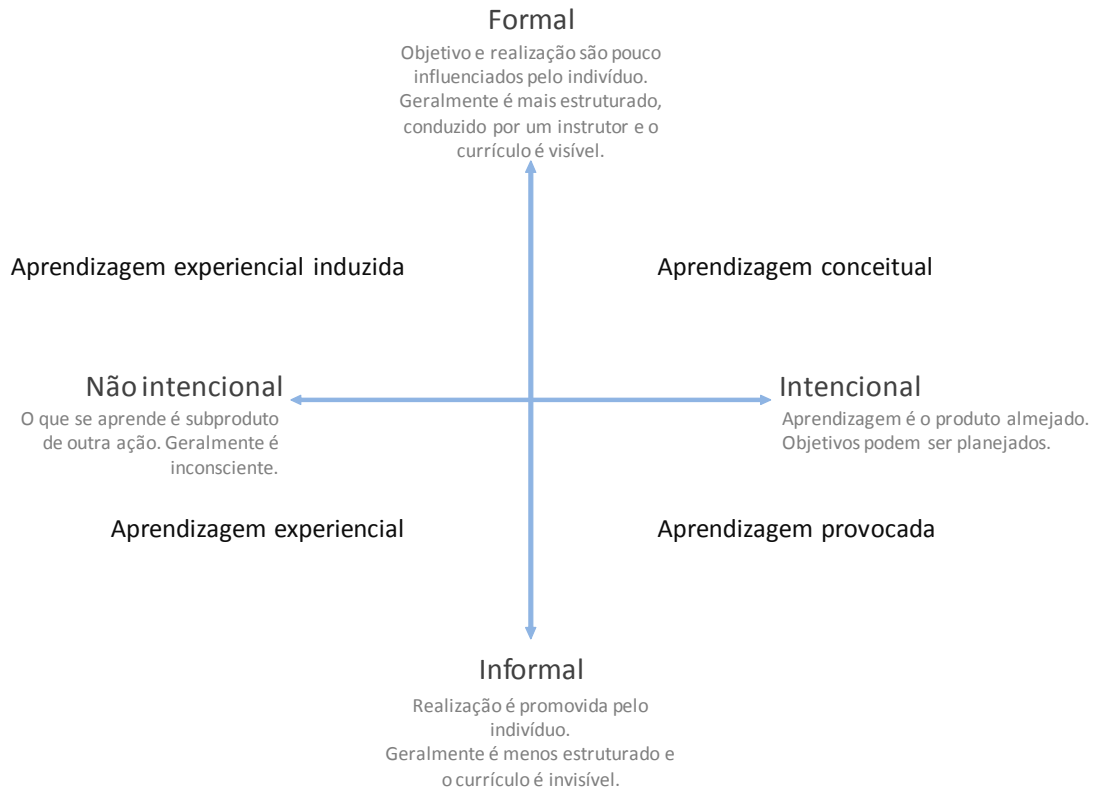 Formal
Objetivo e realização são pouco
influenciados pelo indivíduo.
Geralmente é mais estruturado,
conduzido por um instrutor e o
currículo é visível.
Aprendizagem experiencial induzida
Aprendizagem conceitual
Não intencional
O que se aprende é subproduto
de outra ação. Geralmente é
inconsciente.
Intencional
Aprendizagem é o produto almejado.
Objetivos podem ser planejados.
Aprendizagem experiencial
Aprendizagem provocada
Informal
Realização é promovida pelo
indivíduo.
Geralmente é menos estruturado e
o currículo é invisível.